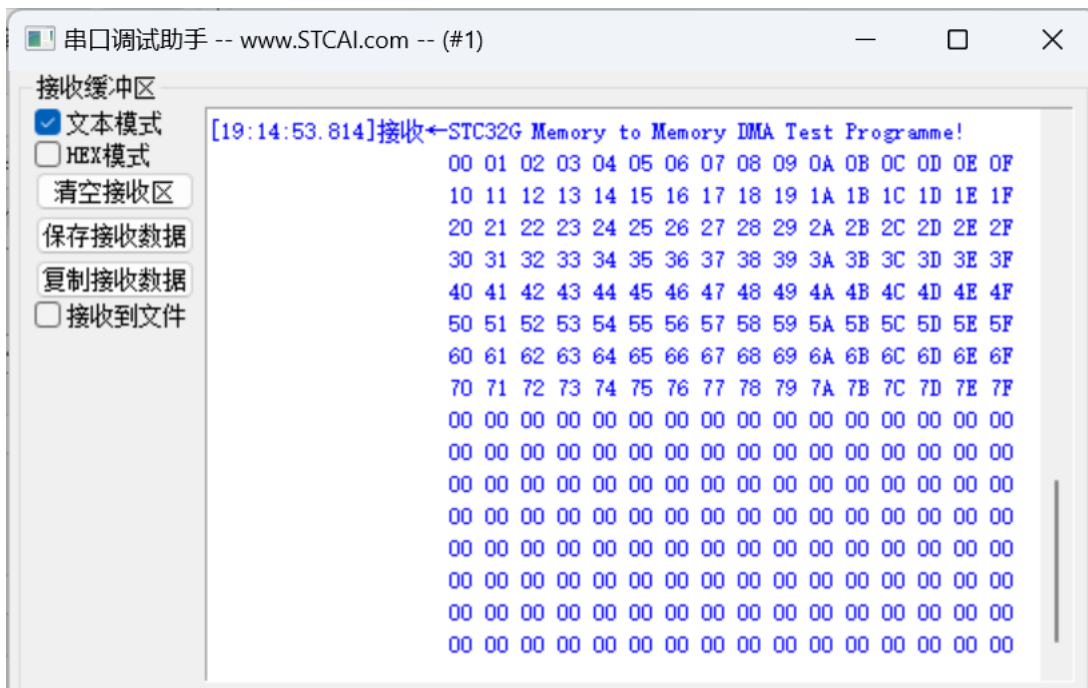 串口调试助手 -- www.STCAI.com -- (#1)
接收缓冲区
文本模式
HEX模式
清空接收区
保存接收数据
复制接收数据
接收到文件
[19:14:53.814]接收←STC32G Memory to Memory DMA Test Programme!
00 01 02 03 04 05 06 07 08 09 0A 0B 0C 0D 0E 0F
10 11 12 13 14 15 16 17 18 19 1A 1B 1C 1D 1E 1F
20 21 22 23 24 25 26 27 28 29 2A 2B 2C 2D 2E 2F
30 31 32 33 34 35 36 37 38 39 3A 3B 3C 3D 3E 3F
40 41 42 43 44 45 46 47 48 49 4A 4B 4C 4D 4E 4F
50 51 52 53 54 55 56 57 58 59 5A 5B 5C 5D 5E 5F
60 61 62 63 64 65 66 67 68 69 6A 6B 6C 6D 6E 6F
70 71 72 73 74 75 76 77 78 79 7A 7B 7C 7D 7E 7F
00 00 00 00 00 00 00 00 00 00 00 00 00 00 00 00
00 00 00 00 00 00 00 00 00 00 00 00 00 00 00 00
00 00 00 00 00 00 00 00 00 00 00 00 00 00 00 00
00 00 00 00 00 00 00 00 00 00 00 00 00 00 00 00
00 00 00 00 00 00 00 00 00 00 00 00 00 00 00 00
00 00 00 00 00 00 00 00 00 00 00 00 00 00 00 00
00 00 00 00 00 00 00 00 00 00 00 00 00 00 00 00
00 00 00 00 00 00 00 00 00 00 00 00 00 00 00 00